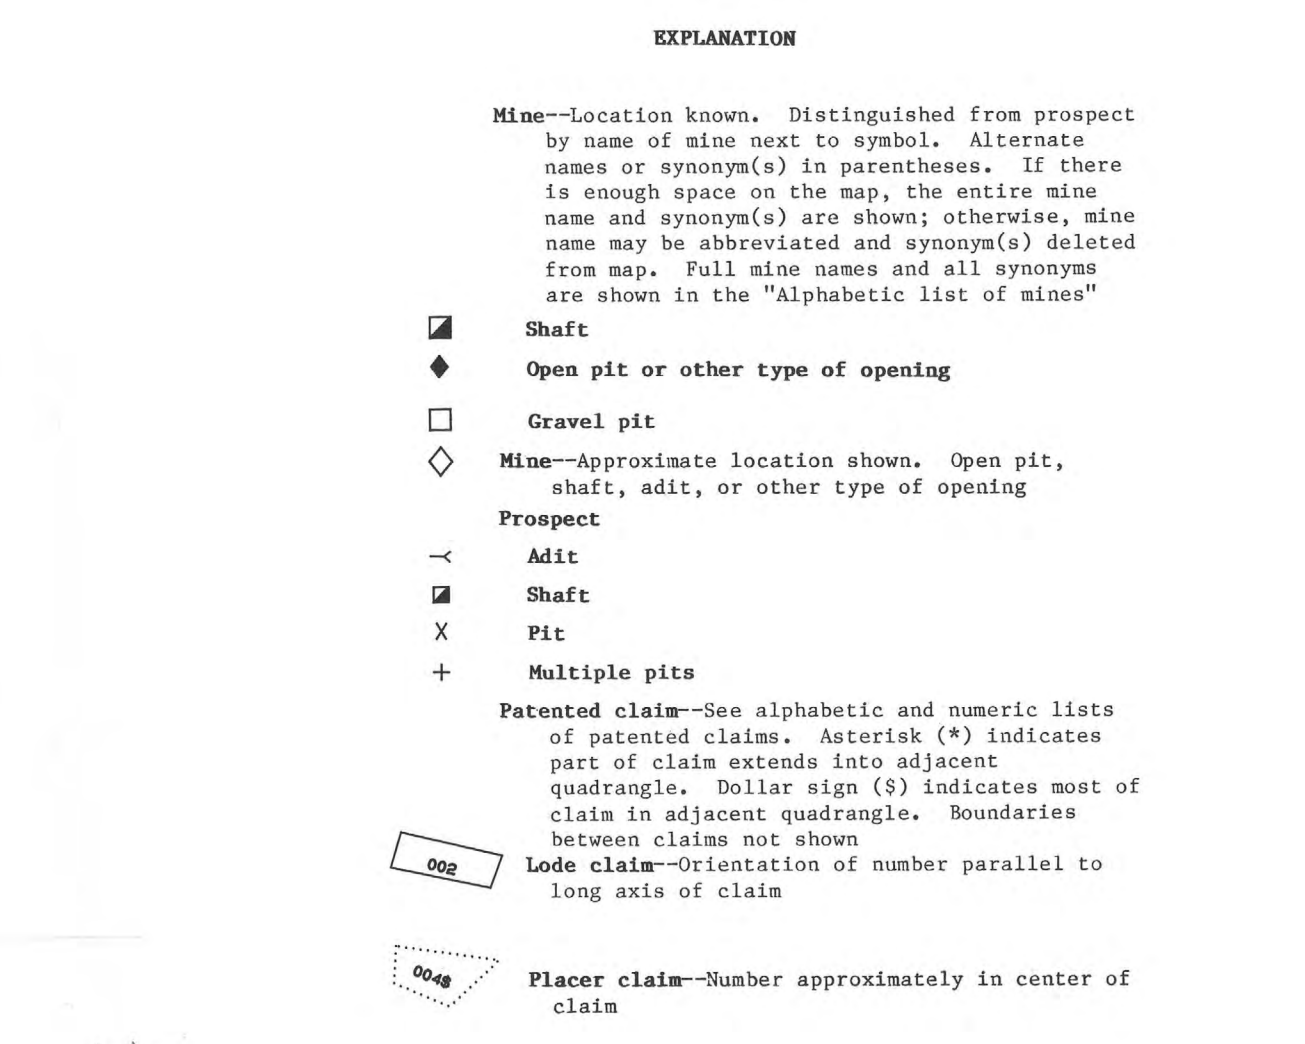 EXPLANATION
Mine--Location known. Distinguished from prospect
by name of mine next to symbol. Alternate
names or synonym(s) in parentheses. If there
is enough space on the map, the entire mine
name and synonym(s) are shown; otherwise, mine
name may be abbreviated and synonym(s) deleted
from map. Full mine names and all synonyms
are shown in the "Alphabetic list of mines"
Shaft
Open pit or other type of opening
Gravel pit
Mine--Approximate location shown. Open pit,
shaft, adit, or other type of opening
Prospect
Adit
Shaft
X Pit
+ Multiple pits
Patented claim--See alphabetic and numeric lists
of patented claims. Asterisk (*) indicates
part of claim extends into adjacent
quadrangle. Dollar sign ($) indicates most of
claim in adjacent quadrangle. Boundaries
between claims not shown
002 Lode claim--Orientation of number parallel to
long axis of claim
004$ Placer claim--Number approximately in center of
claim